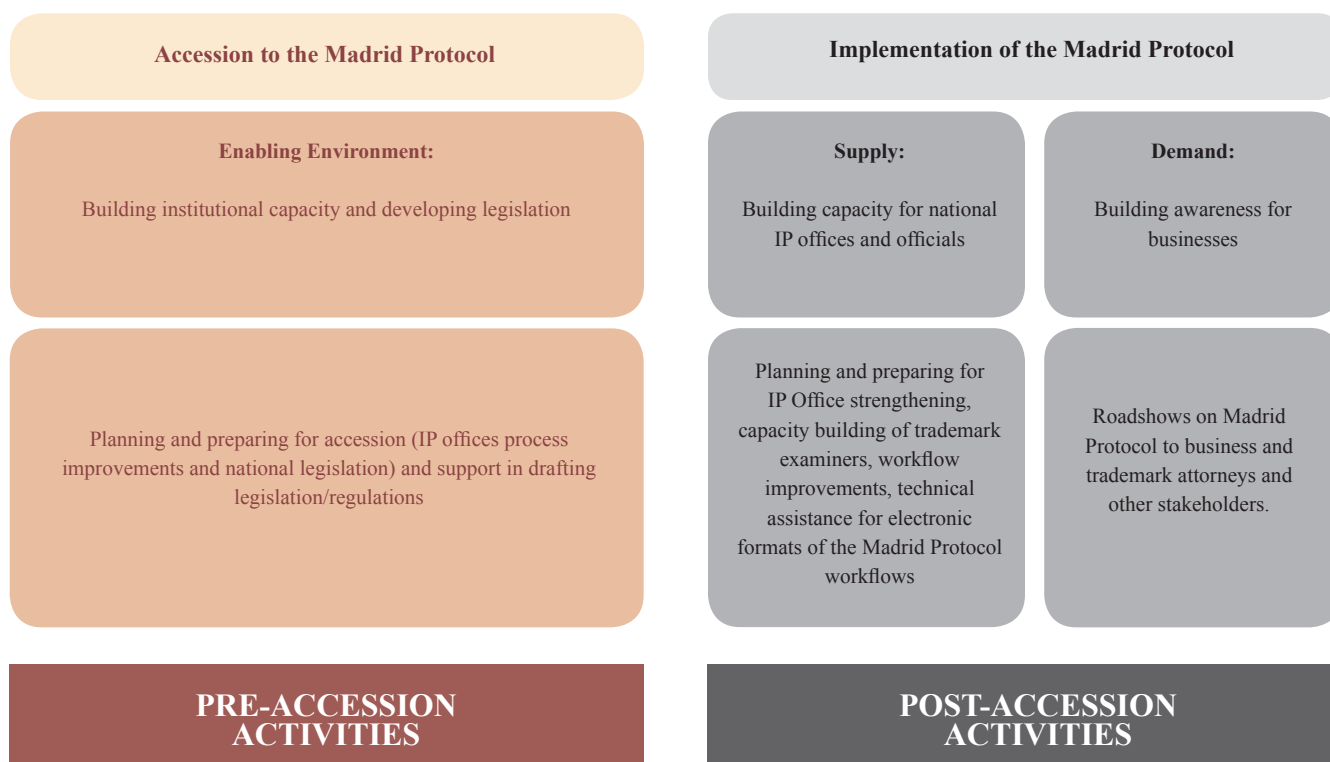 Accession to the Madrid Protocol
Enabling Environment:
Building institutional capacity and developing legislation
Planning and preparing for accession (IP offices process
improvements and national legislation) and support in drafting
legislation/regulations
PRE-ACCESSION
ACTIVITIES
Implementation of the Madrid Protocol
Supply:
Building capacity for national
IP offices and officials
Planning and preparing for
IP Office strengthening,
capacity building of trademark
examiners, workflow
improvements, technical
assistance for electronic
formats of the Madrid Protocol
workflows
Demand:
Building awareness for
businesses
Roadshows on Madrid
Protocol to business and
trademark attorneys and
other stakeholders.
POST-ACCESSION
ACTIVITIES